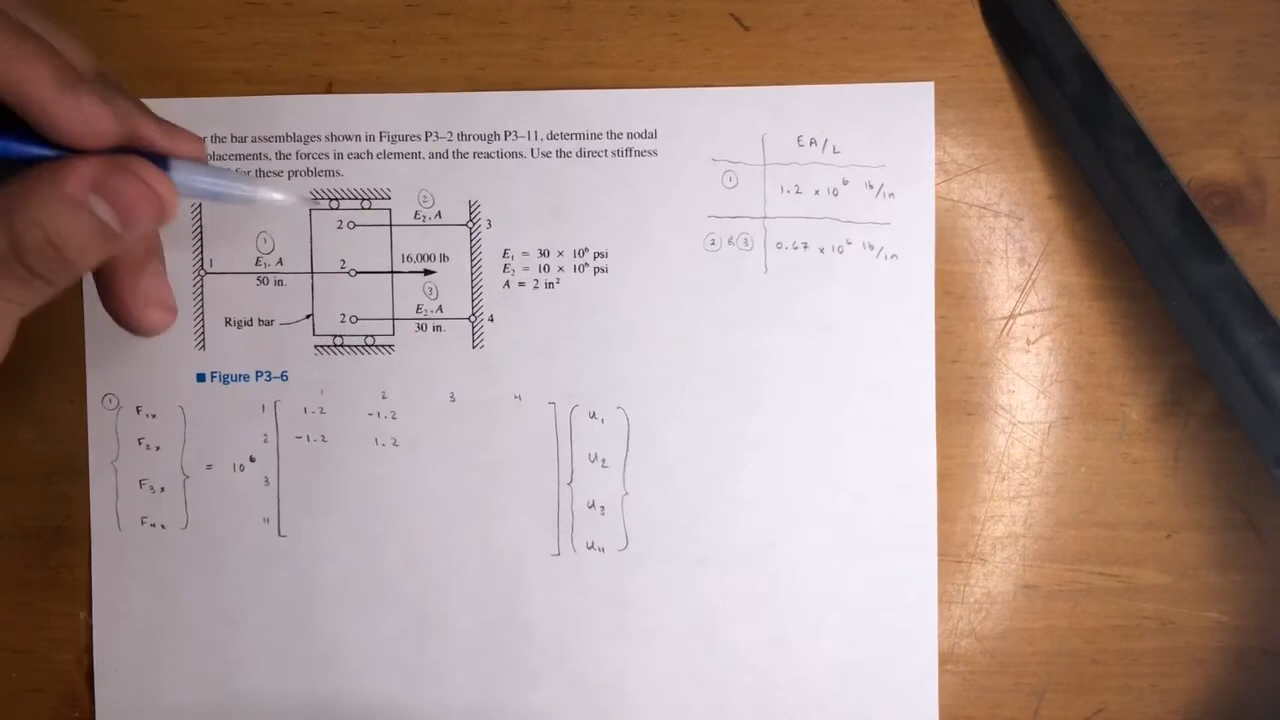 r the bar assemblages shown in Figures P3–2 through P3–11, determine the nodal
placements, the forces in each element, and the reactions. Use the direct stiffness
for these problems.
②
2 E₂, A 3
①
1 E₁, A 2 16,000 lb
50 in.
③
E₂, A
Rigid bar 2 30 in. 4
E₁ = 30 × 10⁶ psi
E₂ = 10 × 10⁶ psi
A = 2 in²
■ Figure P3–6
EA/L
① 1.2 × 10⁶ lb/in
② & ③ 0.67 × 10⁶ lb/in
①
1 2 3 4
F₁ₓ 1 1.2 -1.2 u₁
F₂ₓ 2 -1.2 1.2 u₂
= 10⁶
F₃ₓ 3 u₃
F₄ₓ 4 u₄